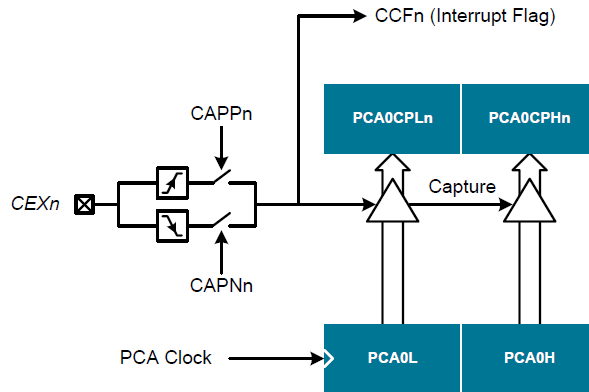 CCFn (Interrupt Flag)
PCA0CPLn
PCA0CPHn
CAPPn
Capture
CEXn
CAPNn
PCA Clock
PCA0L
PCA0H